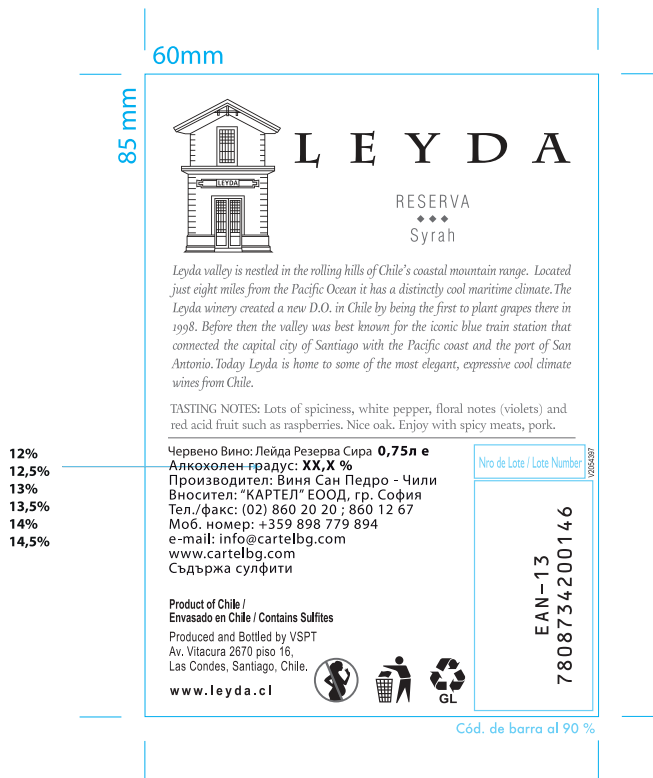 60mm
85 mm
LEYDA
LEYDA
RESERVA
Syrah
Leyda valley is nestled in the rolling hills of Chile's coastal mountain range. Located
just eight miles from the Pacific Ocean it has a distinctly cool maritime climate. The
Leyda winery created a new D.O. in Chile by being the first to plant grapes there in
1998. Before then the valley was best known for the iconic blue train station that
connected the capital city of Santiago with the Pacific coast and the port of San
Antonio. Today Leyda is home to some of the most elegant, expressive cool climate
wines from Chile.
TASTING NOTES: Lots of spiciness, white pepper, floral notes (violets) and
red acid fruit such as raspberries. Nice oak. Enjoy with spicy meats, pork.
12%
12,5%
13%
13,5%
14%
14,5%
Червено Вино: Лейда Резерва Сира 0,75л е
Алкохолен градус: XX,X %
Производител: Виня Сан Педро - Чили
Вносител: "КАРТЕЛ" ЕООД, гр. София
Тел./факс: (02) 860 20 20 ; 860 12 67
Моб. номер: +359 898 779 894
e-mail: info@cartelbg.com
www.cartelbg.com
Съдържа сулфити
Product of Chile /
Envasado en Chile / Contains Sulfites
Produced and Bottled by VSPT
Av. Vitacura 2670 piso 16,
Las Condes, Santiago, Chile.
www.leyda.cl
GL
Nro de Lote / Lote Number
V2054397
EAN-13
7808734200146
Cód. de barra al 90 %